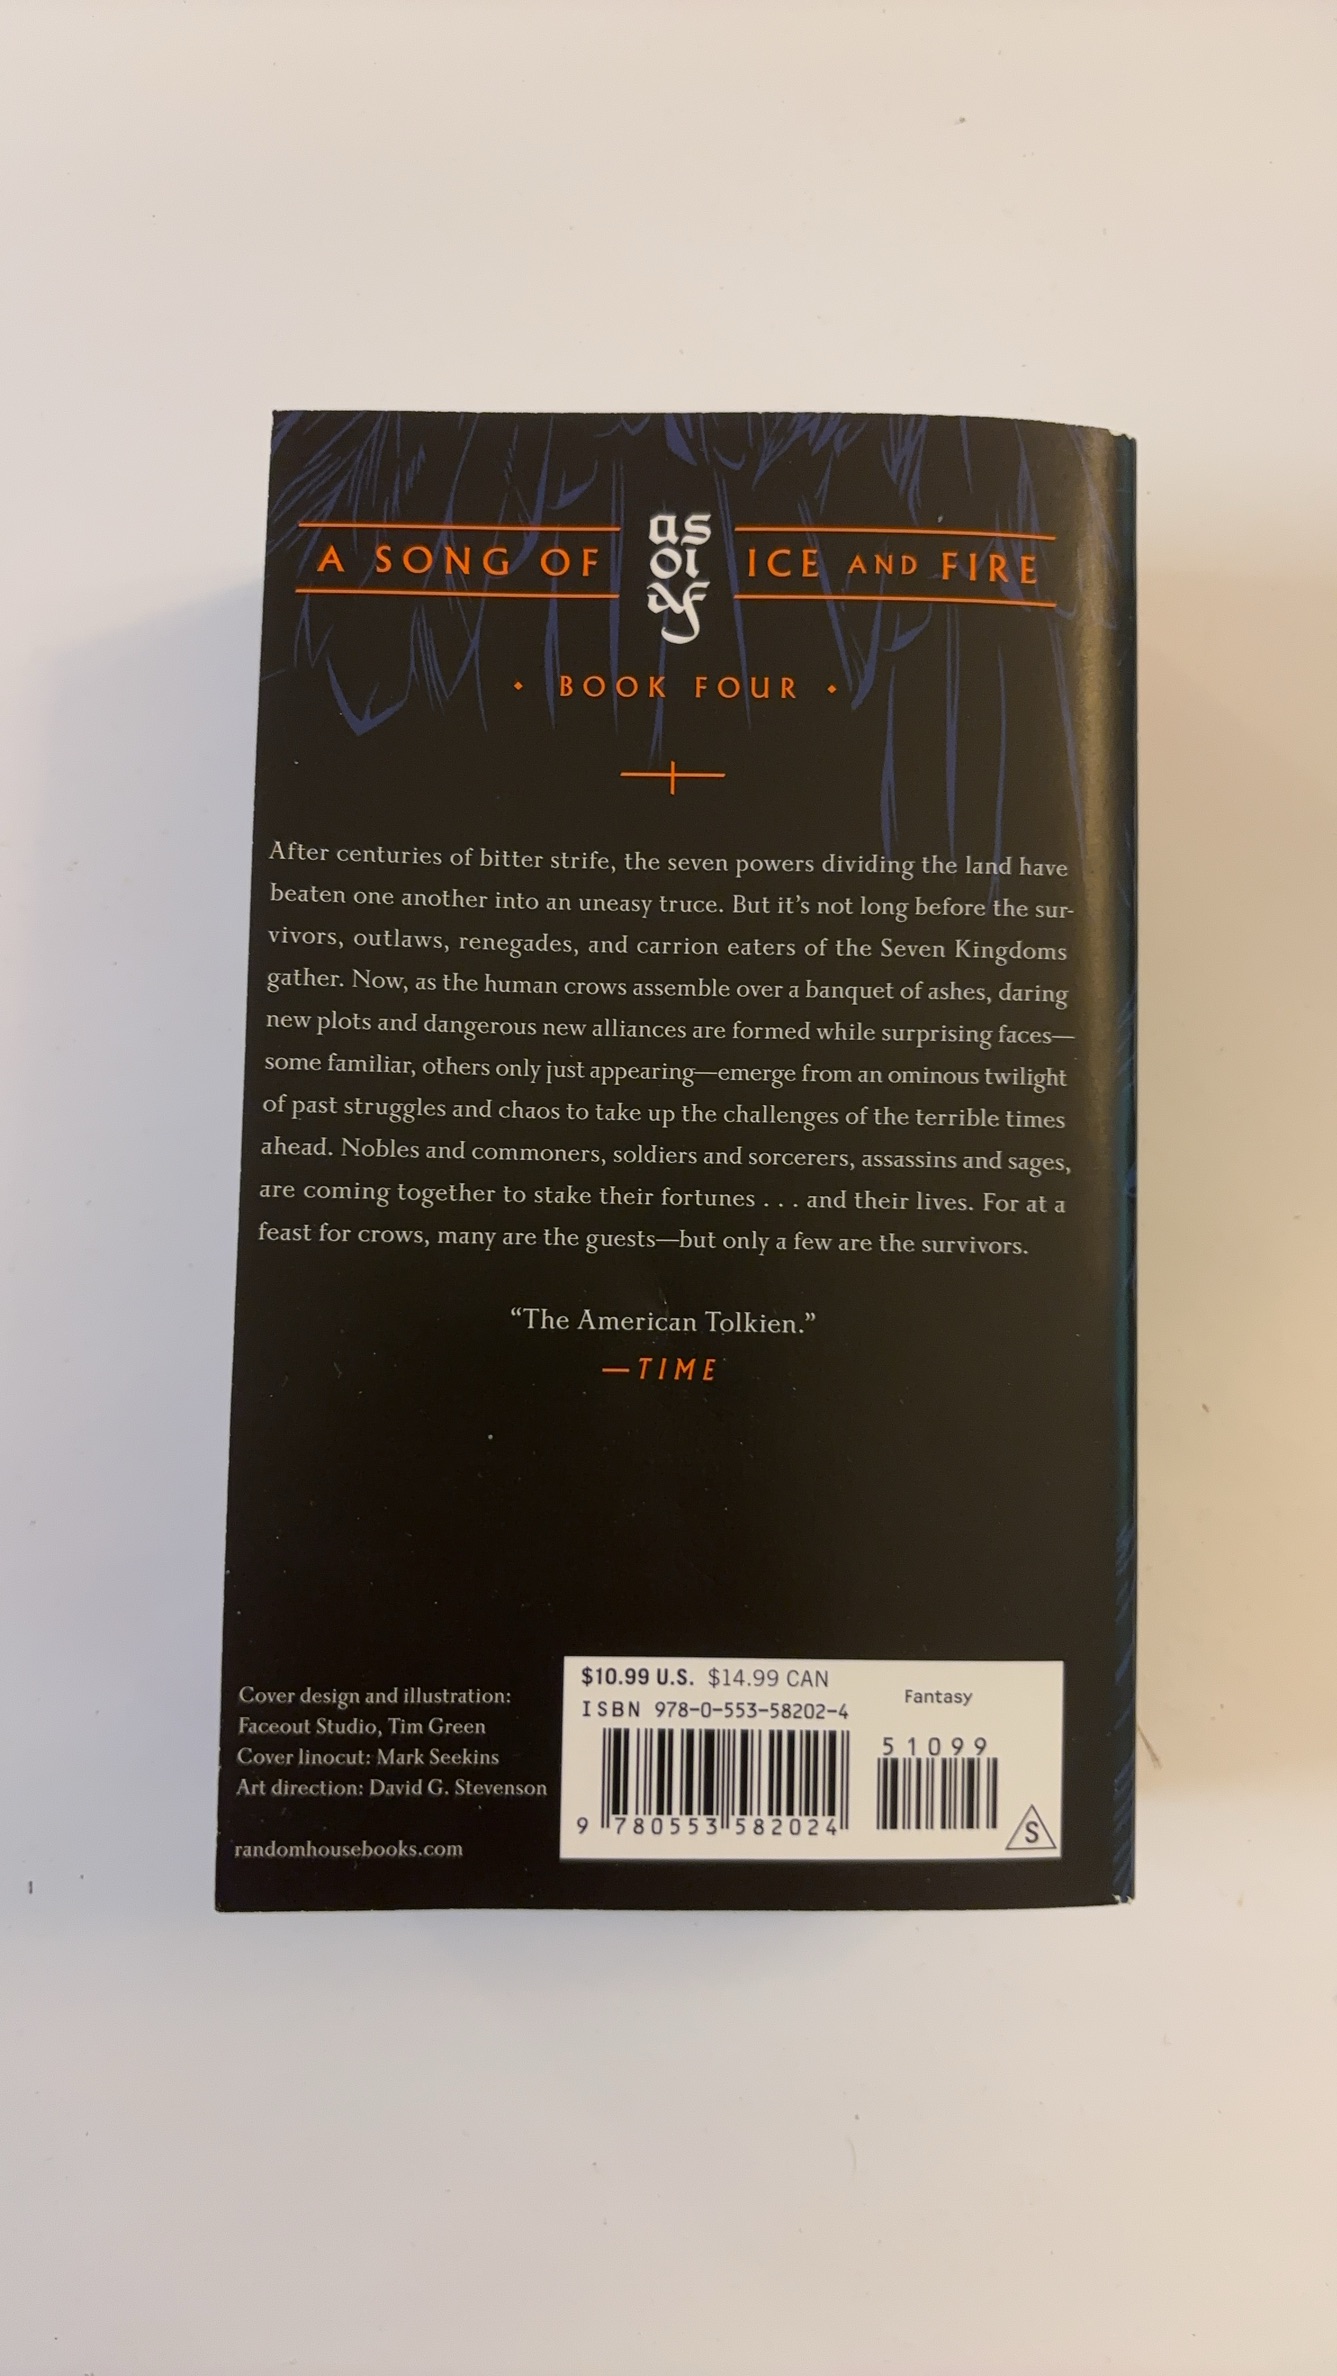 A SONG OF as oi af ICE AND FIRE
• BOOK FOUR •
After centuries of bitter strife, the seven powers dividing the land have
beaten one another into an uneasy truce. But it’s not long before the sur-
vivors, outlaws, renegades, and carrion eaters of the Seven Kingdoms
gather. Now, as the human crows assemble over a banquet of ashes, daring
new plots and dangerous new alliances are formed while surprising faces—
some familiar, others only just appearing—emerge from an ominous twilight
of past struggles and chaos to take up the challenges of the terrible times
ahead. Nobles and commoners, soldiers and sorcerers, assassins and sages,
are coming together to stake their fortunes . . . and their lives. For at a
feast for crows, many are the guests—but only a few are the survivors.
“The American Tolkien.”
—TIME
Cover design and illustration:
Faceout Studio, Tim Green
Cover linocut: Mark Seekins
Art direction: David G. Stevenson
randomhousebooks.com
$10.99 U.S. $14.99 CAN
ISBN 978-0-553-58202-4
Fantasy
51099
9 780553 582024
S